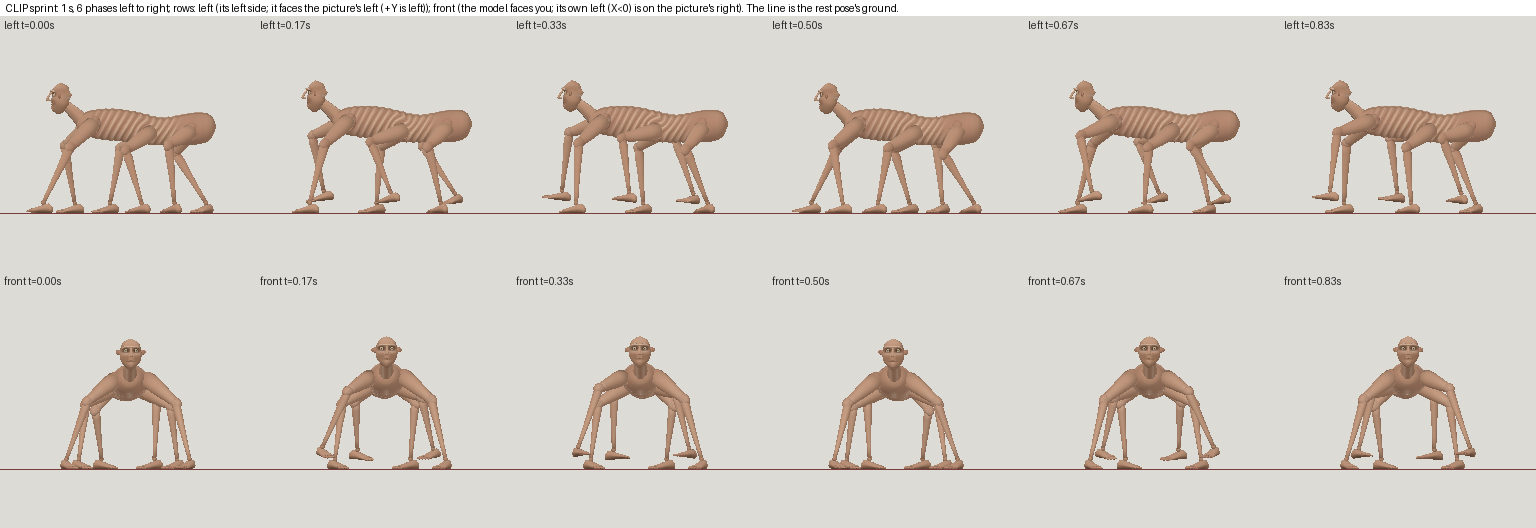 CLIP sprint: 1 s, 6 phases left to right; rows: left (its left side; it faces the picture's left (+Y is left)); front (the model faces you; its own left (X<0) is on the picture's right). The line is the rest pose's ground.
left t=0.00s
left t=0.17s
left t=0.33s
left t=0.50s
left t=0.67s
left t=0.83s
front t=0.00s
front t=0.17s
front t=0.33s
front t=0.50s
front t=0.67s
front t=0.83s